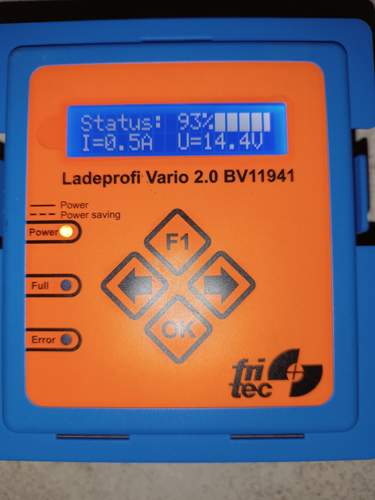 Status: 93%
I=0.5A U=14.4V
Ladeprofi Vario 2.0 BV11941
Power
Power saving
Power
F1
Full
OK
Error
fri
tec